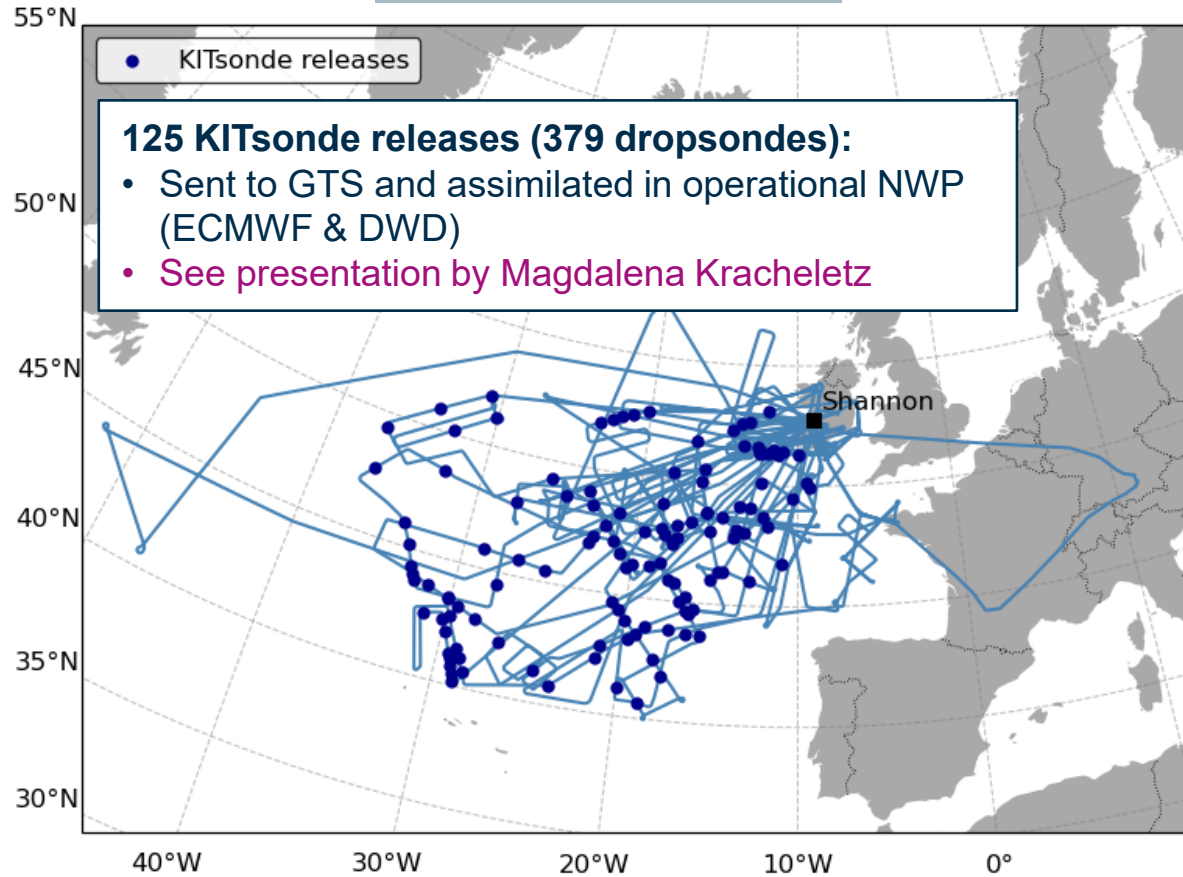 55°N
KITsonde releases
125 KITsonde releases (379 dropsondes):
• Sent to GTS and assimilated in operational NWP
(ECMWF & DWD)
• See presentation by Magdalena Kracheletz
50°N
45°N
Shannon
40°N
35°N
30°N
40°W 30°W 20°W 10°W 0°